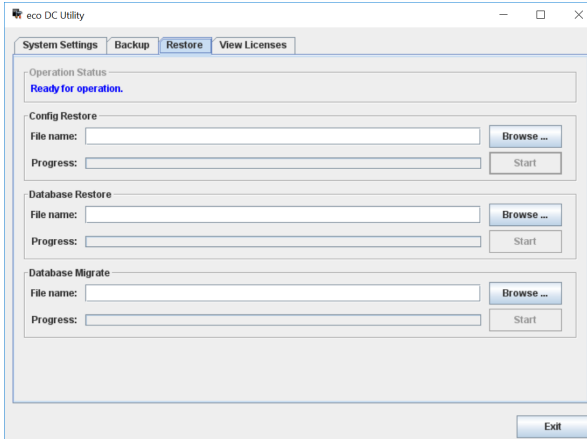 eco DC Utility
System Settings Backup Restore View Licenses
Operation Status
Ready for operation.
Config Restore
File name: Browse ...
Progress: Start
Database Restore
File name: Browse ...
Progress: Start
Database Migrate
File name: Browse ...
Progress: Start
Exit